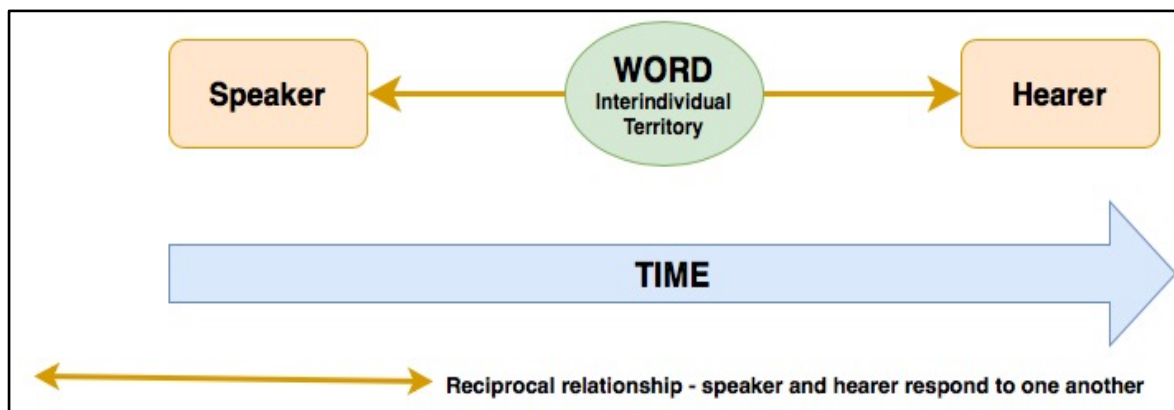 Speaker
WORD
Interindividual
Territory
Hearer
TIME
Reciprocal relationship - speaker and hearer respond to one another